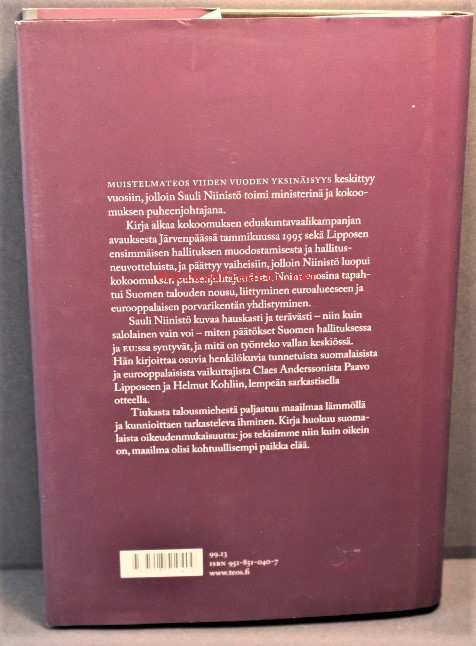 MUISTELMATEOS VIIDEN VUODEN YKSINÄISYYS keskittyy
vuosiin, jolloin Sauli Niinistö toimi ministerinä ja kokoo-
muksen puheenjohtajana.
Kirja alkaa kokoomuksen eduskuntavaalikampanjan
avauksesta Järvenpäässä tammikuussa 1995 sekä Lipposen
ensimmäisen hallituksen muodostamisesta ja hallitus-
neuvotteluista, ja päättyy vaiheisiin, jolloin Niinistö luopui
kokoomuksen puheenjohtajuudesta. Noina vuosina tapah-
tui Suomen talouden nousu, liittyminen euroalueeseen ja
eurooppalaisen porvarikentän yhdistyminen.
Sauli Niinistö kuvaa hauskasti ja terävästi – niin kuin
salolainen vain voi – miten päätökset Suomen hallituksessa
ja EU:ssa syntyvät, ja mitä on työnteko vallan keskiössä.
Hän kirjoittaa osuvia henkilökuvia tunnetuista suomalaisista
ja eurooppalaisista vaikuttajista Claes Anderssonista Paavo
Lipposeen ja Helmut Kohliin, lempeän sarkastisella
otteella.
Tiukasta talousmiehestä paljastuu maailmaa lämmöllä
ja kunnioittaen tarkasteleva ihminen. Kirja huokuu suoma-
laista oikeudenmukaisuutta: jos tekisimme niin kuin oikein
on, maailma olisi kohtuullisempi paikka elää.
99.13
ISBN 951-851-040-7
www.teos.fi